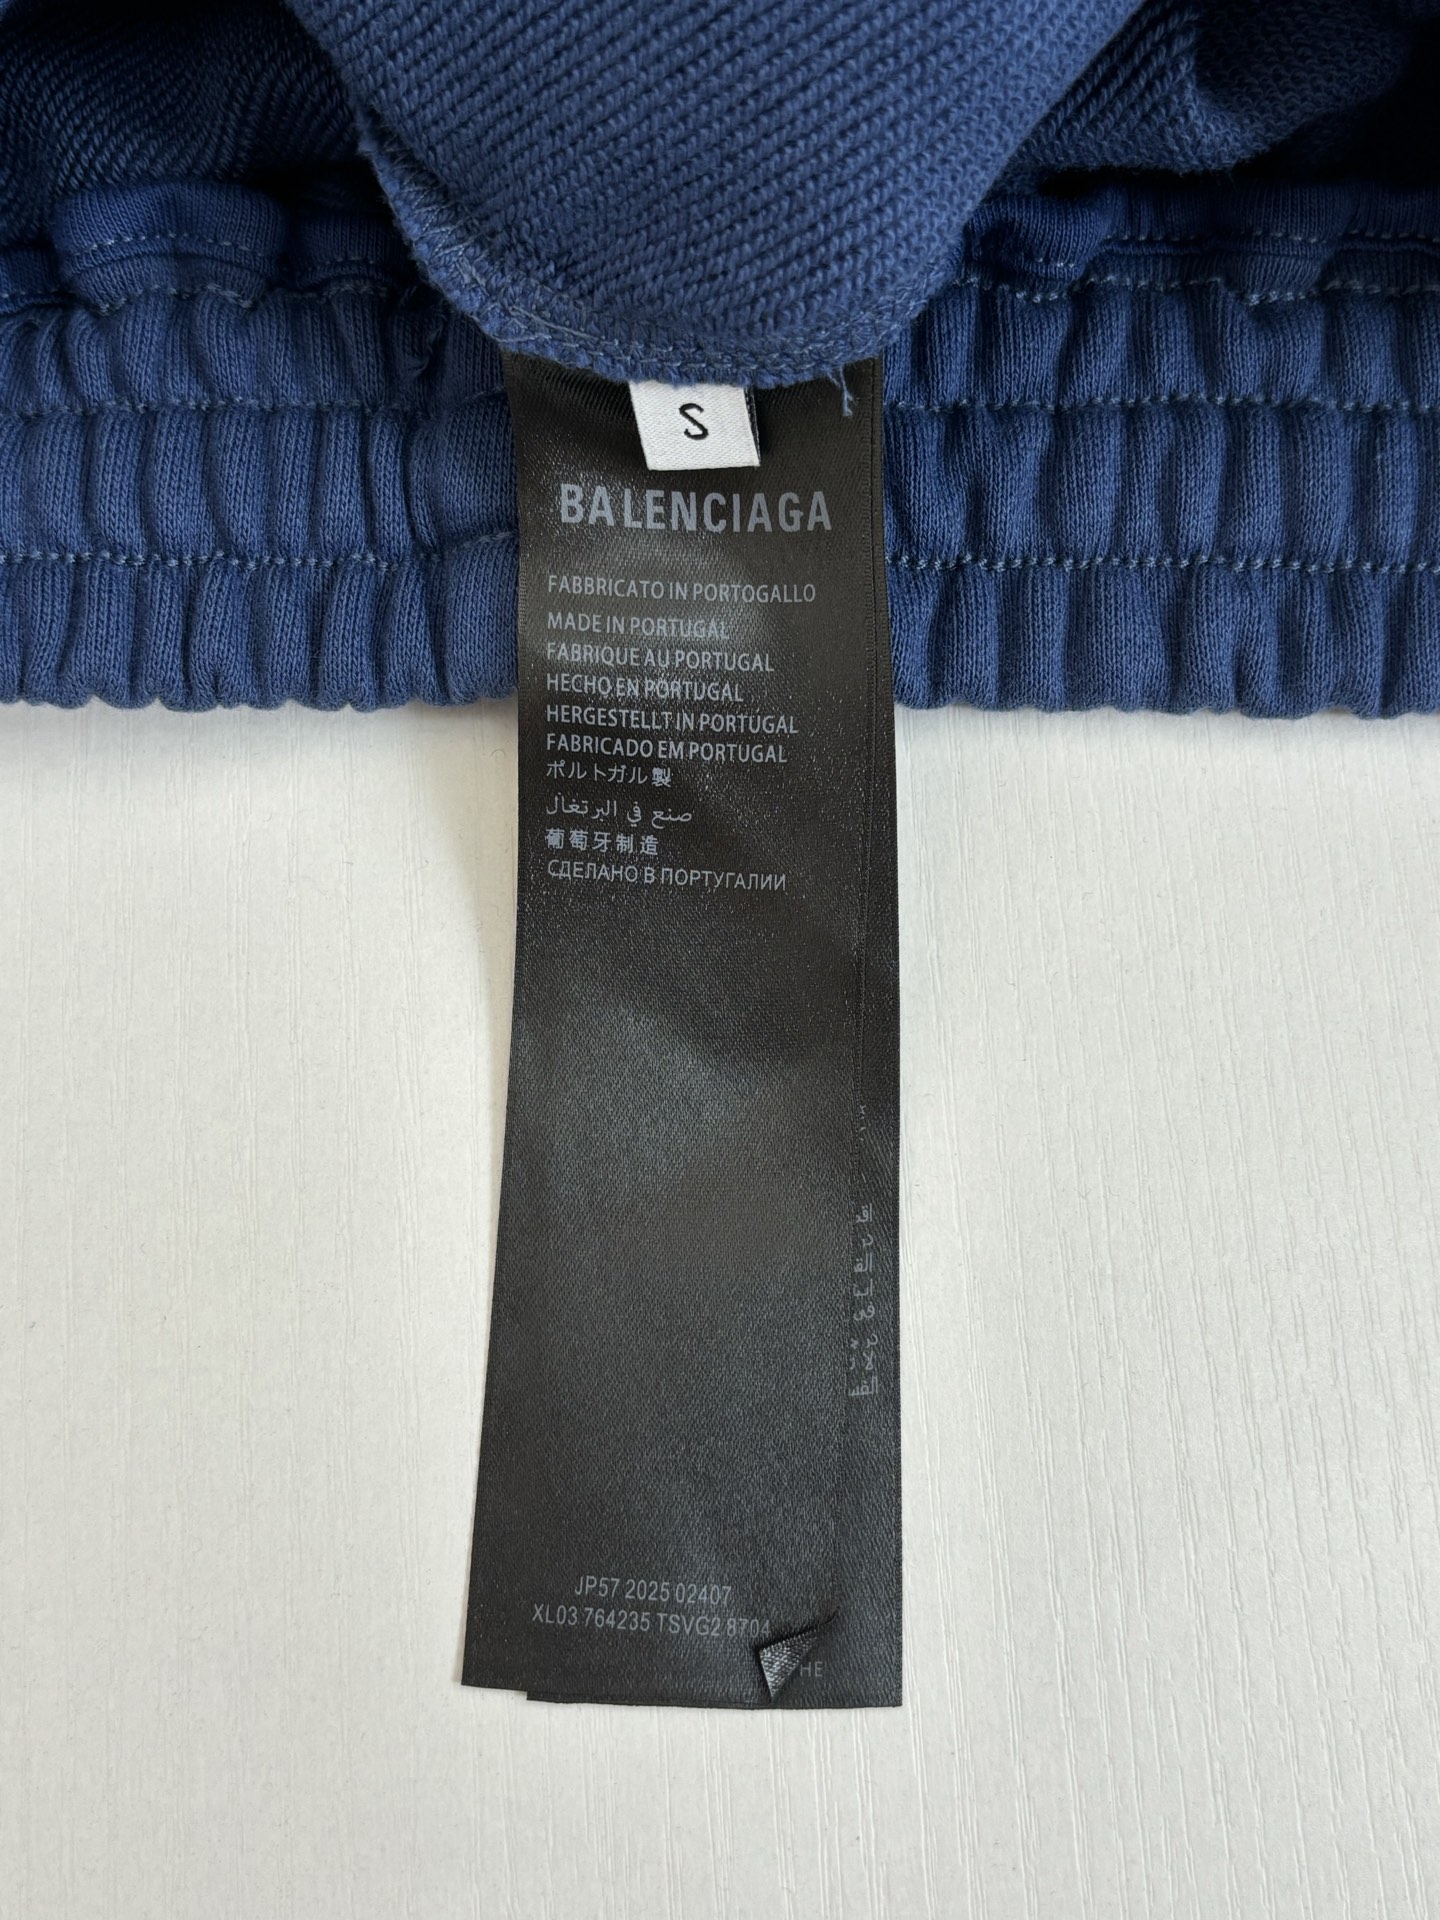 S
BALENCIAGA
FABBRICATO IN PORTOGALLO
MADE IN PORTUGAL
FABRIQUE AU PORTUGAL
HECHO EN PORTUGAL
HERGESTELLT IN PORTUGAL
FABRICADO EM PORTUGAL
ポルトガル製
صنع في البرتغال
葡萄牙制造
СДЕЛАНО В ПОРТУГАЛИИ
JP57 2025 02407
XL03 764235 TSVG2 8704
HE